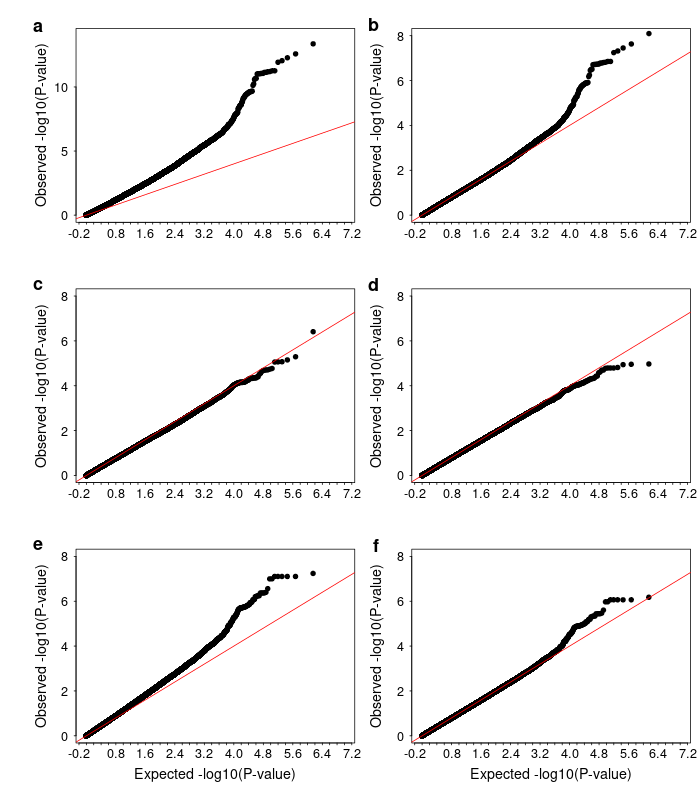 a
b
Observed -log10(P-value)
0 5 10
-0.2 0.8 1.6 2.4 3.2 4.0 4.8 5.6 6.4 7.2
Observed -log10(P-value)
0 2 4 6 8
-0.2 0.8 1.6 2.4 3.2 4.0 4.8 5.6 6.4 7.2
c
d
Observed -log10(P-value)
0 2 4 6 8
-0.2 0.8 1.6 2.4 3.2 4.0 4.8 5.6 6.4 7.2
Observed -log10(P-value)
0 2 4 6 8
-0.2 0.8 1.6 2.4 3.2 4.0 4.8 5.6 6.4 7.2
e
f
Observed -log10(P-value)
0 2 4 6 8
-0.2 0.8 1.6 2.4 3.2 4.0 4.8 5.6 6.4 7.2
Expected -log10(P-value)
Observed -log10(P-value)
0 2 4 6 8
-0.2 0.8 1.6 2.4 3.2 4.0 4.8 5.6 6.4 7.2
Expected -log10(P-value)